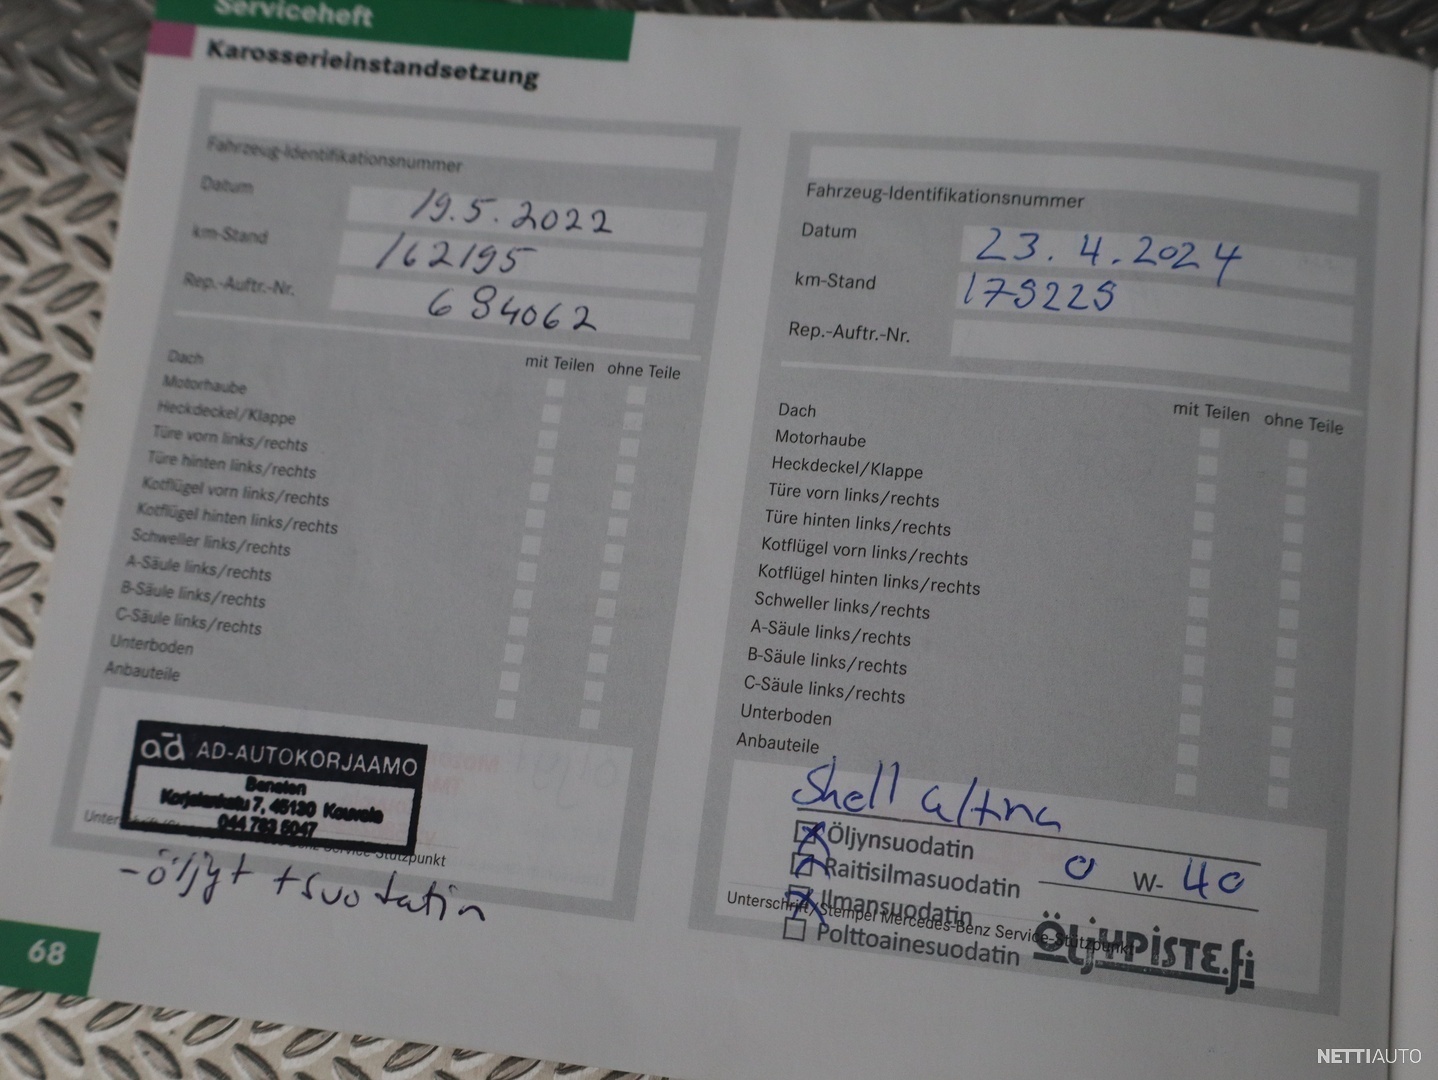 Serviceheft
Karosserieinstandsetzung
Fahrzeug-Identifikationsnummer
Datum 19.5.2022
km-Stand 162195
Rep.-Auftr.-Nr. 694062
mit Teilen ohne Teile
Dach
Motorhaube
Heckdeckel/Klappe
Türe vorn links/rechts
Türe hinten links/rechts
Kotflügel vorn links/rechts
Kotflügel hinten links/rechts
Schweller links/rechts
A-Säule links/rechts
B-Säule links/rechts
C-Säule links/rechts
Unterboden
Anbauteile
ad AD-AUTOKORJAAMO
7, 45130 Kouvola
-öljyt + suodatin
68
Fahrzeug-Identifikationsnummer
Datum 23.4.2024
km-Stand 179229
Rep.-Auftr.-Nr.
mit Teilen ohne Teile
Dach
Motorhaube
Heckdeckel/Klappe
Türe vorn links/rechts
Türe hinten links/rechts
Kotflügel vorn links/rechts
Kotflügel hinten links/rechts
Schweller links/rechts
A-Säule links/rechts
B-Säule links/rechts
C-Säule links/rechts
Unterboden
Anbauteile
Shell Ultra
Öljynsuodatin
Raitisilmasuodatin 0 W- 40
Ilmansuodatin
Unterschrift/Stempel Mercedes-Benz Service-Stützpunkt
Polttoainesuodatin ÖLJYPISTE.fi
NETTIAUTO